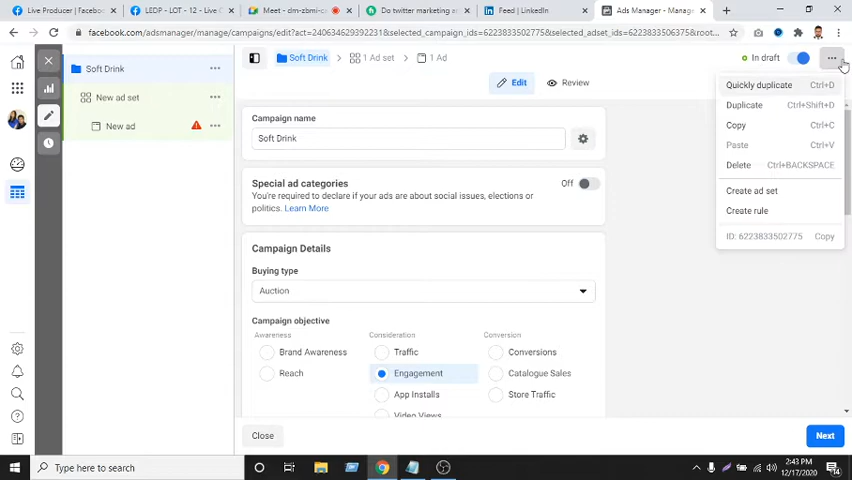 Live Producer | Facebook
LEDP - LOT - 12 - Live C
Meet - dm-zbmi-c
Do twitter marketing a
Feed | LinkedIn
Ads Manager - Manage
facebook.com/adsmanager/manage/campaigns/edit?selected_campaign_ids=6223833502775&selected_adset_ids=6223833506375&root
Soft Drink
New ad set
New ad
Soft Drink
1 Ad set
1 Ad
In draft
Edit
Review
Campaign name
Soft Drink
Special ad categories
Off
You're required to declare if your ads are about social issues, elections or
politics. Learn More
Campaign Details
Buying type
Auction
Campaign objective
Awareness
Consideration
Conversion
Brand Awareness
Traffic
Conversions
Reach
Engagement
Catalogue Sales
App Installs
Store Traffic
Video Views
Close
Next
Quickly duplicate Ctrl+D
Duplicate Ctrl+Shift+D
Copy Ctrl+C
Paste Ctrl+V
Delete Ctrl+BACKSPACE
Create ad set
Create rule
ID: 6223833502775 Copy
Type here to search
2:43 PM
12/17/2020